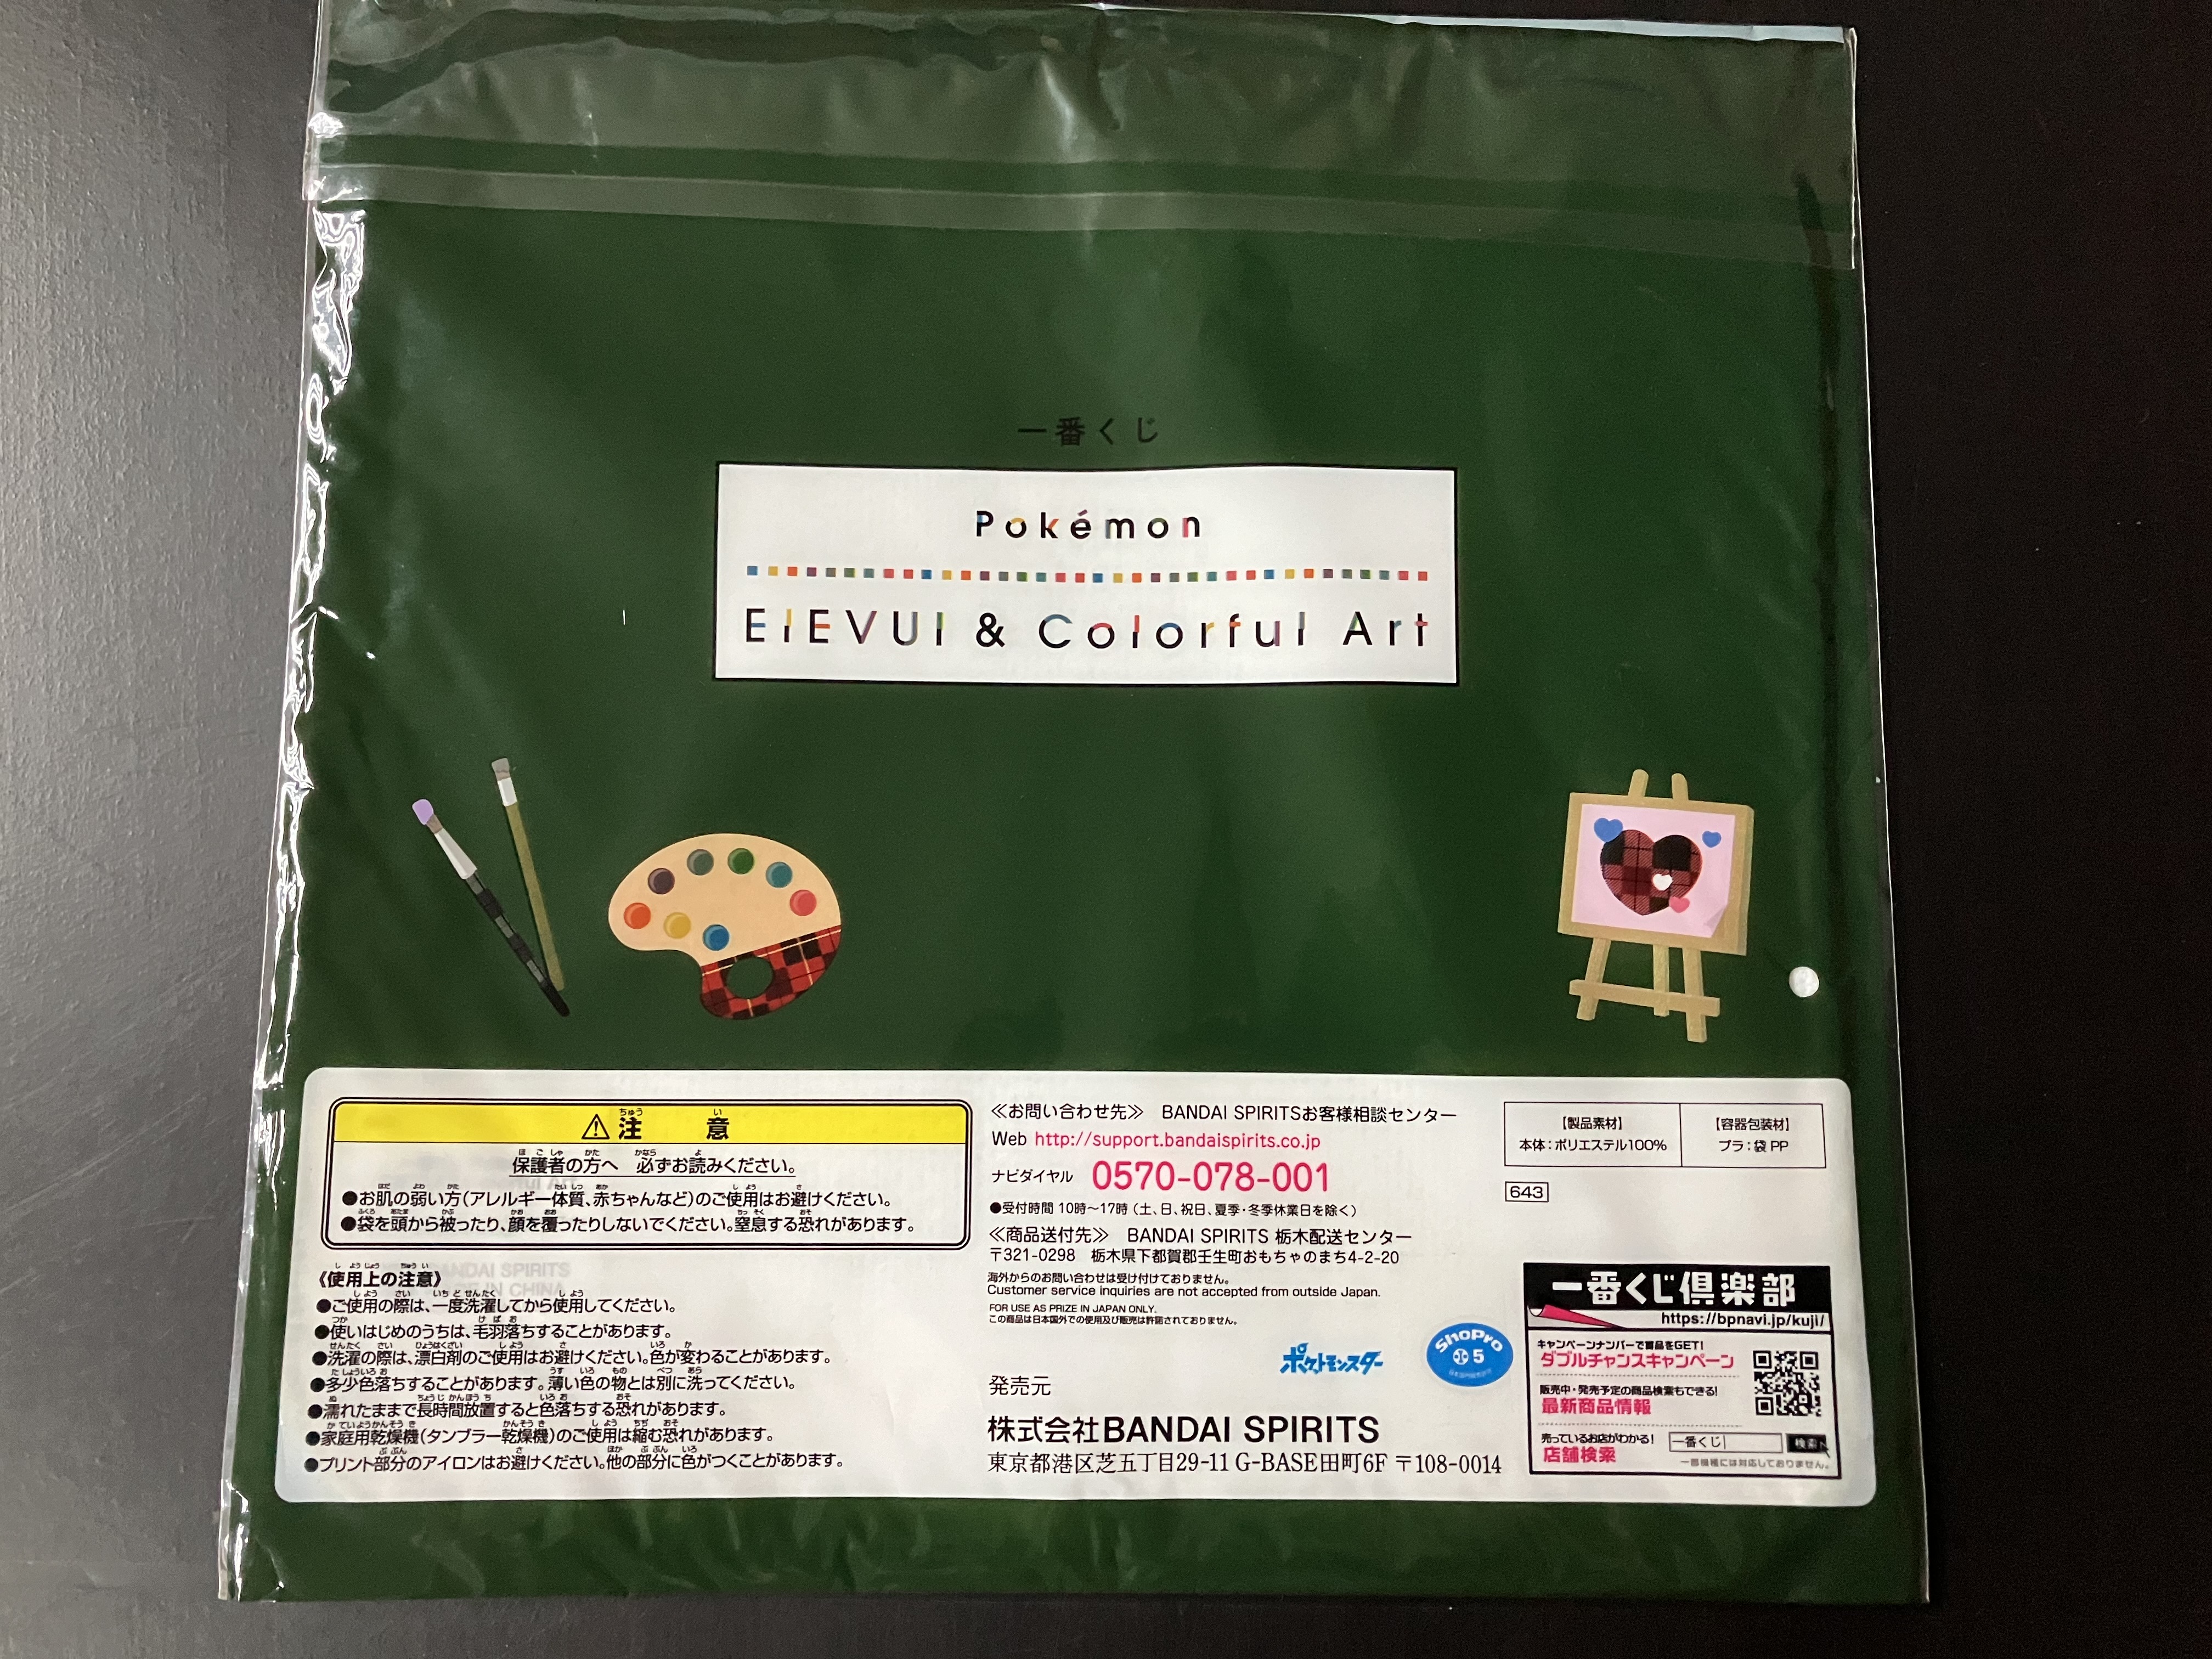 一番くじ
Pokémon
EIEVUI & Colorful Art
⚠注意
保護者の方へ 必ずお読みください。
●お肌の弱い方(アレルギー体質、赤ちゃんなど)のご使用はお避けください。
●袋を頭から被ったり、顔を覆ったりしないでください。窒息する恐れがあります。
《使用上の注意》
●ご使用の際は、一度洗濯してから使用してください。
●使いはじめのうちは、毛羽落ちすることがあります。
●洗濯の際は、漂白剤のご使用はお避けください。色が変わることがあります。
●多少色落ちすることがあります。薄い色の物とは別に洗ってください。
●濡れたままで長時間放置すると色落ちする恐れがあります。
●家庭用乾燥機(タンブラー乾燥機)のご使用は縮む恐れがあります。
●プリント部分のアイロンはお避けください。他の部分に色がつくことがあります。
BANDAI SPIRITS
MADE IN CHINA
≪お問い合わせ先≫ BANDAI SPIRITSお客様相談センター
Web http://support.bandaispirits.co.jp
ナビダイヤル 0570-078-001
●受付時間 10時〜17時(土、日、祝日、夏季・冬季休業日を除く)
≪商品送付先≫ BANDAI SPIRITS 栃木配送センター
〒321-0298 栃木県下都賀郡壬生町おもちゃのまち4-2-20
海外からのお問い合わせは受け付けておりません。
Customer service inquiries are not accepted from outside Japan.
FOR USE AS PRIZE IN JAPAN ONLY.
この商品は日本国外での使用及び販売は許諾されておりません。
ポケットモンスター
ShoPro
小 5
発売元
株式会社BANDAI SPIRITS
東京都港区芝五丁目29-11 G-BASE田町6F 〒108-0014
【製品素材】
本体：ポリエステル100%
【容器包装材】
プラ：袋 PP
643
一番くじ倶楽部
https://bpnavi.jp/kuji/
キャンペーンナンバーで賞品をGET!
ダブルチャンスキャンペーン
販売中・発売予定の商品検索もできる!
最新商品情報
売っているお店がわかる!
店舗検索
一番くじ
検索
一部機種には対応しておりません。